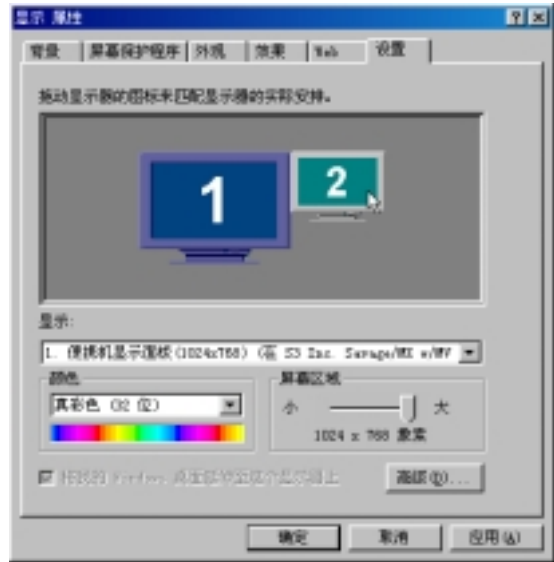 显示 属性
背景 屏幕保护程序 外观 效果 Web 设置
拖动显示器的图标来匹配显示器的实际安排。
1 2
显示:
1. 便携机显示面板 (1024x768) (在 S3 Inc. Savage/MX w/MV
颜色 屏幕区域
真彩色 (32 位) 小 大
1024 x 768 象素
高级(D)...
确定 取消 应用(A)